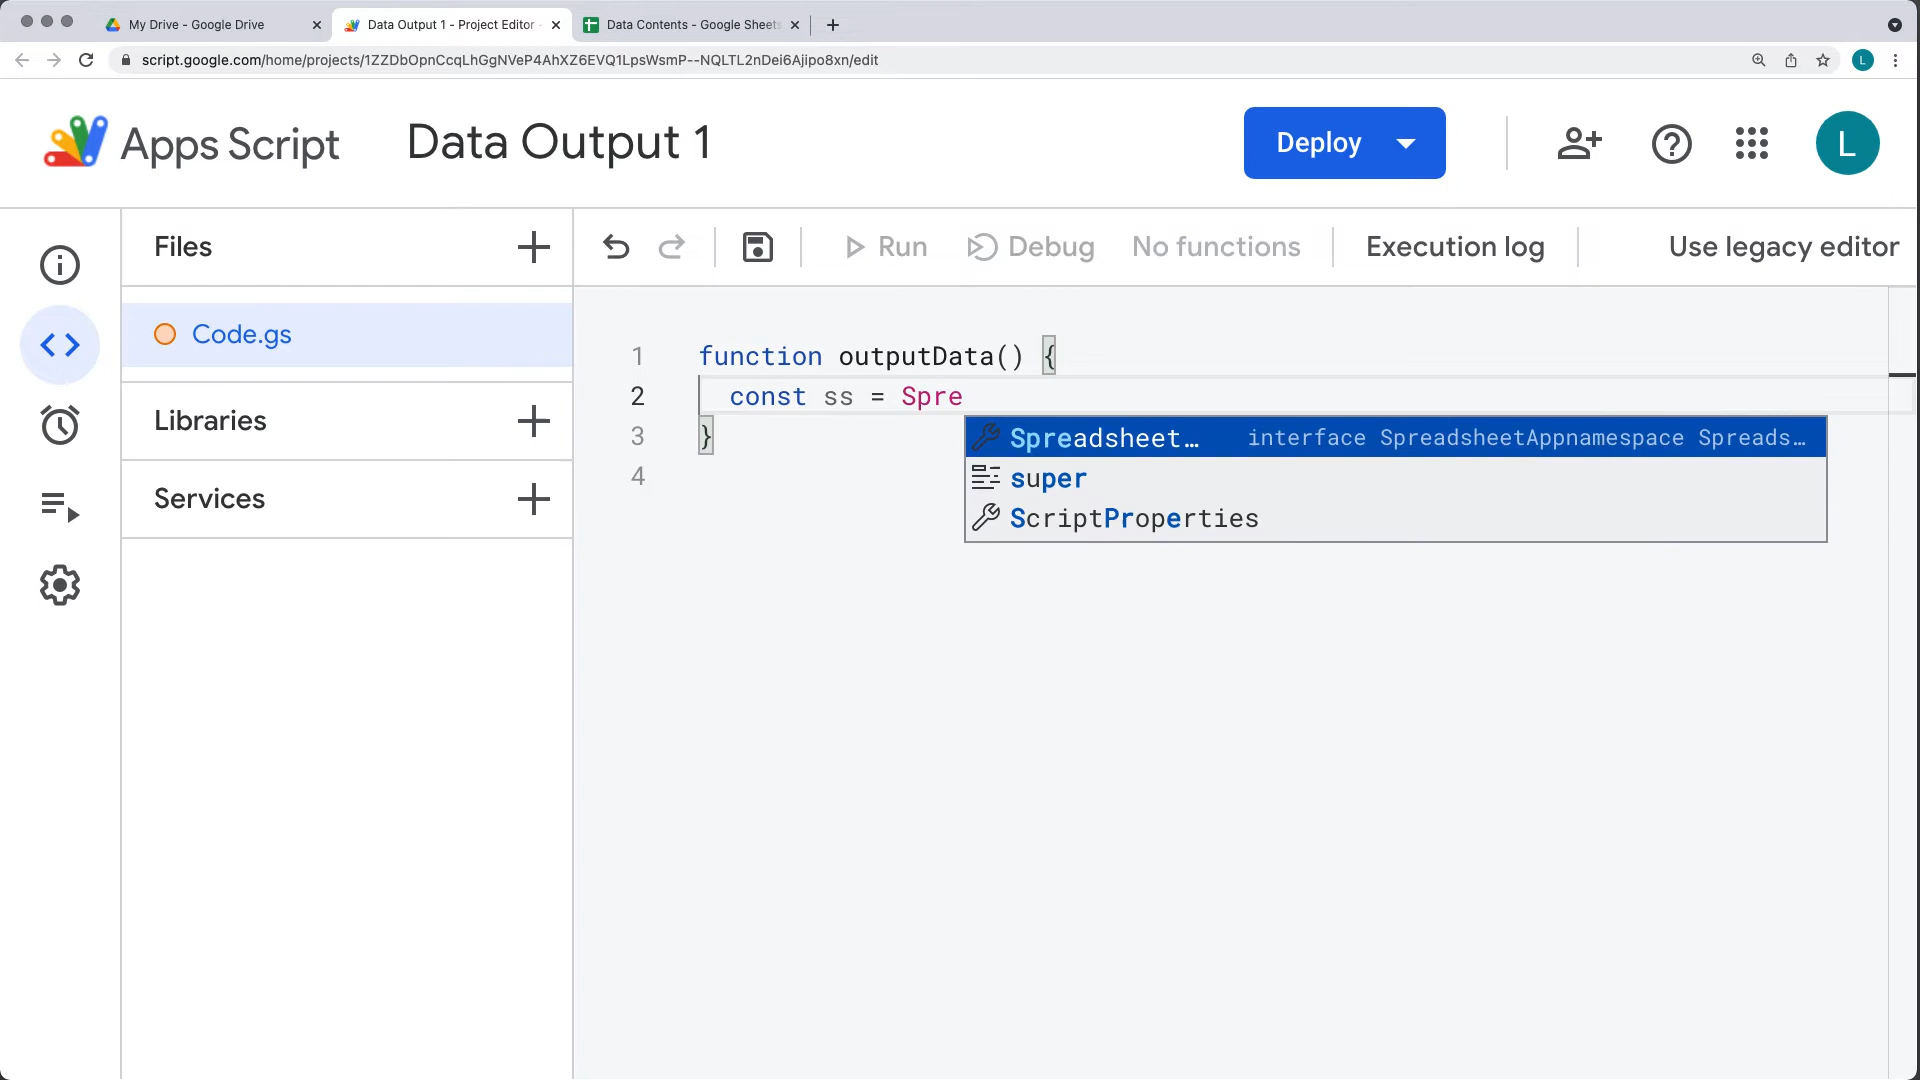 My Drive - Google Drive
Data Output 1 - Project Editor -
Data Contents - Google Sheets
script.google.com/home/projects/1ZZDbOpnCcqLhGgNVeP4AhXZ6EVQ1LpsWsmP--NQLTL2nDei6Ajipo8xn/edit
L
Apps Script
Data Output 1
Deploy
L
Files
Run
Debug
No functions
Execution log
Use legacy editor
Code.gs
Libraries
Services
1 function outputData() {
2 const ss = Spre
3 }
4
Spreadsheet… interface SpreadsheetAppnamespace Spreads…
super
ScriptProperties